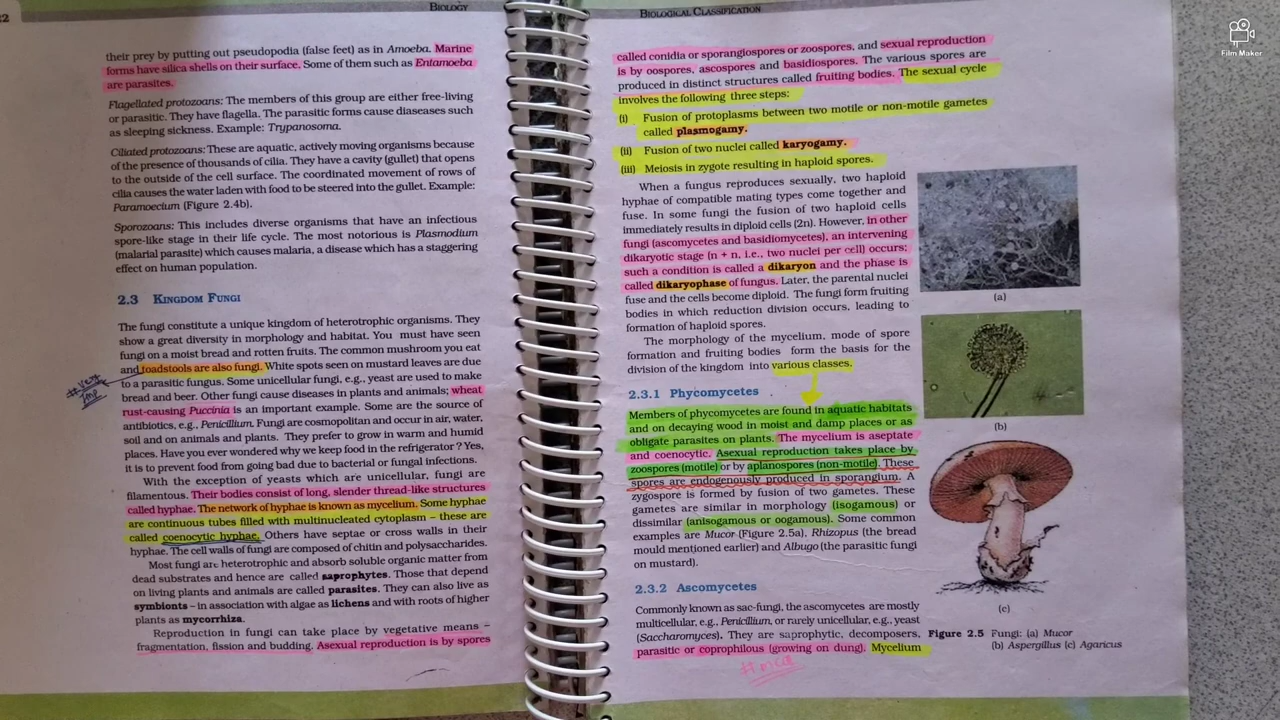 22
BIOLOGY
their prey by putting out pseudopodia (false feet) as in Amoeba. Marine
forms have silica shells on their surface. Some of them such as Entamoeba
are parasites.
Flagellated protozoans: The members of this group are either free-living
or parasitic. They have flagella. The parasitic forms cause diaseases such
as sleeping sickness. Example: Trypanosoma.
Ciliated protozoans: These are aquatic, actively moving organisms because
of the presence of thousands of cilia. They have a cavity (gullet) that opens
to the outside of the cell surface. The coordinated movement of rows of
cilia causes the water laden with food to be steered into the gullet. Example:
Paramoecium (Figure 2.4b).
Sporozoans: This includes diverse organisms that have an infectious
spore-like stage in their life cycle. The most notorious is Plasmodium
(malarial parasite) which causes malaria, a disease which has a staggering
effect on human population.
2.3 KINGDOM FUNGI
The fungi constitute a unique kingdom of heterotrophic organisms. They
show a great diversity in morphology and habitat. You must have seen
fungi on a moist bread and rotten fruits. The common mushroom you eat
and toadstools are also fungi. White spots seen on mustard leaves are due
to a parasitic fungus. Some unicellular fungi, e.g., yeast are used to make
bread and beer. Other fungi cause diseases in plants and animals; wheat
rust-causing Puccinia is an important example. Some are the source of
antibiotics, e.g., Penicillium. Fungi are cosmopolitan and occur in air, water,
soil and on animals and plants. They prefer to grow in warm and humid
places. Have you ever wondered why we keep food in the refrigerator ? Yes,
it is to prevent food from going bad due to bacterial or fungal infections.
With the exception of yeasts which are unicellular, fungi are
filamentous. Their bodies consist of long, slender thread-like structures
called hyphae. The network of hyphae is known as mycelium. Some hyphae
are continuous tubes filled with multinucleated cytoplasm – these are
called coenocytic hyphae. Others have septae or cross walls in their
hyphae. The cell walls of fungi are composed of chitin and polysaccharides.
Most fungi are heterotrophic and absorb soluble organic matter from
dead substrates and hence are called saprophytes. Those that depend
on living plants and animals are called parasites. They can also live as
symbionts – in association with algae as lichens and with roots of higher
plants as mycorrhiza.
Reproduction in fungi can take place by vegetative means –
fragmentation, fission and budding. Asexual reproduction is by spores
# Very
Imp
BIOLOGICAL CLASSIFICATION
called conidia or sporangiospores or zoospores, and sexual reproduction
is by oospores, ascospores and basidiospores. The various spores are
produced in distinct structures called fruiting bodies. The sexual cycle
involves the following three steps:
(i) Fusion of protoplasms between two motile or non-motile gametes
called plasmogamy.
(ii) Fusion of two nuclei called karyogamy.
(iii) Meiosis in zygote resulting in haploid spores.
When a fungus reproduces sexually, two haploid
hyphae of compatible mating types come together and
fuse. In some fungi the fusion of two haploid cells
immediately results in diploid cells (2n). However, in other
fungi (ascomycetes and basidiomycetes), an intervening
dikaryotic stage (n + n, i.e., two nuclei per cell) occurs;
such a condition is called a dikaryon and the phase is
called dikaryophase of fungus. Later, the parental nuclei
fuse and the cells become diploid. The fungi form fruiting
bodies in which reduction division occurs, leading to
formation of haploid spores.
The morphology of the mycelium, mode of spore
formation and fruiting bodies form the basis for the
division of the kingdom into various classes.
2.3.1 Phycomycetes
Members of phycomycetes are found in aquatic habitats
and on decaying wood in moist and damp places or as
obligate parasites on plants. The mycelium is aseptate
and coenocytic. Asexual reproduction takes place by
zoospores (motile) or by aplanospores (non-motile). These
spores are endogenously produced in sporangium. A
zygospore is formed by fusion of two gametes. These
gametes are similar in morphology (isogamous) or
dissimilar (anisogamous or oogamous). Some common
examples are Mucor (Figure 2.5a), Rhizopus (the bread
mould mentioned earlier) and Albugo (the parasitic fungi
on mustard).
2.3.2 Ascomycetes
Commonly known as sac-fungi, the ascomycetes are mostly
multicellular, e.g., Penicillium, or rarely unicellular, e.g., yeast
(Saccharomyces). They are saprophytic, decomposers,
parasitic or coprophilous (growing on dung). Mycelium
# mcq
(a)
(b)
(c)
Figure 2.5 Fungi: (a) Mucor
(b) Aspergillus (c) Agaricus
Film Maker